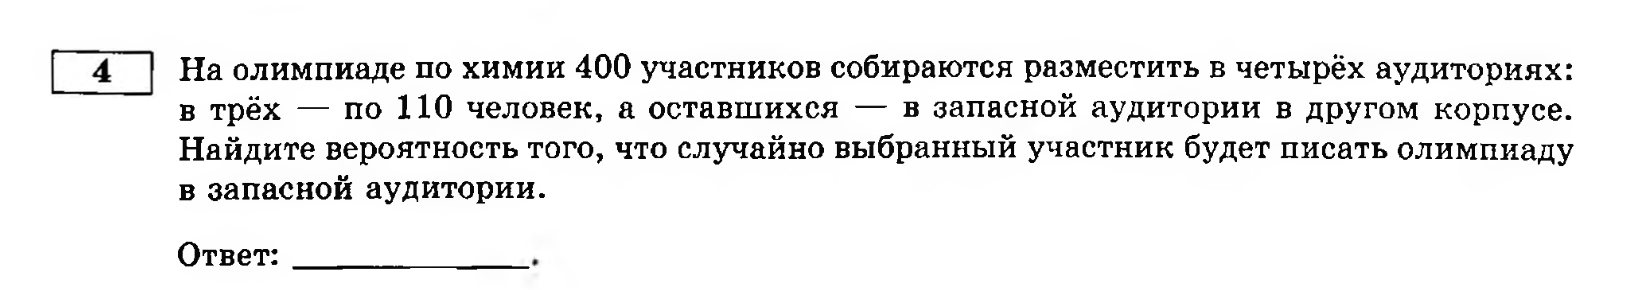 4 На олимпиаде по химии 400 участников собираются разместить в четырёх аудиториях:
в трёх — по 110 человек, а оставшихся — в запасной аудитории в другом корпусе.
Найдите вероятность того, что случайно выбранный участник будет писать олимпиаду
в запасной аудитории.
Ответ: ____________.